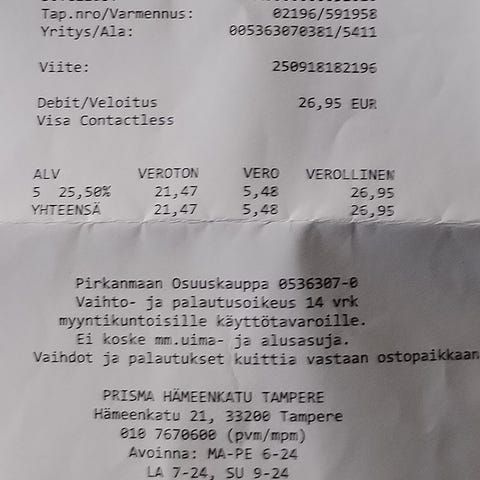 Tap.nro/Varmennus: 02196/591958
Yritys/Ala: 005363070381/5411
Viite: 250918182196
Debit/Veloitus 26,95 EUR
Visa Contactless
ALV VEROTON VERO VEROLLINEN
5 25,50% 21,47 5,48 26,95
YHTEENSÄ 21,47 5,48 26,95
Pirkanmaan Osuuskauppa 0536307-0
Vaihto- ja palautusoikeus 14 vrk
myyntikuntoisille käyttötavaroille.
Ei koske mm.uima- ja alusasuja.
Vaihdot ja palautukset kuittia vastaan ostopaikkaan
PRISMA HÄMEENKATU TAMPERE
Hämeenkatu 21, 33200 Tampere
010 7670600 (pvm/mpm)
Avoinna: MA-PE 6-24
LA 7-24, SU 9-24